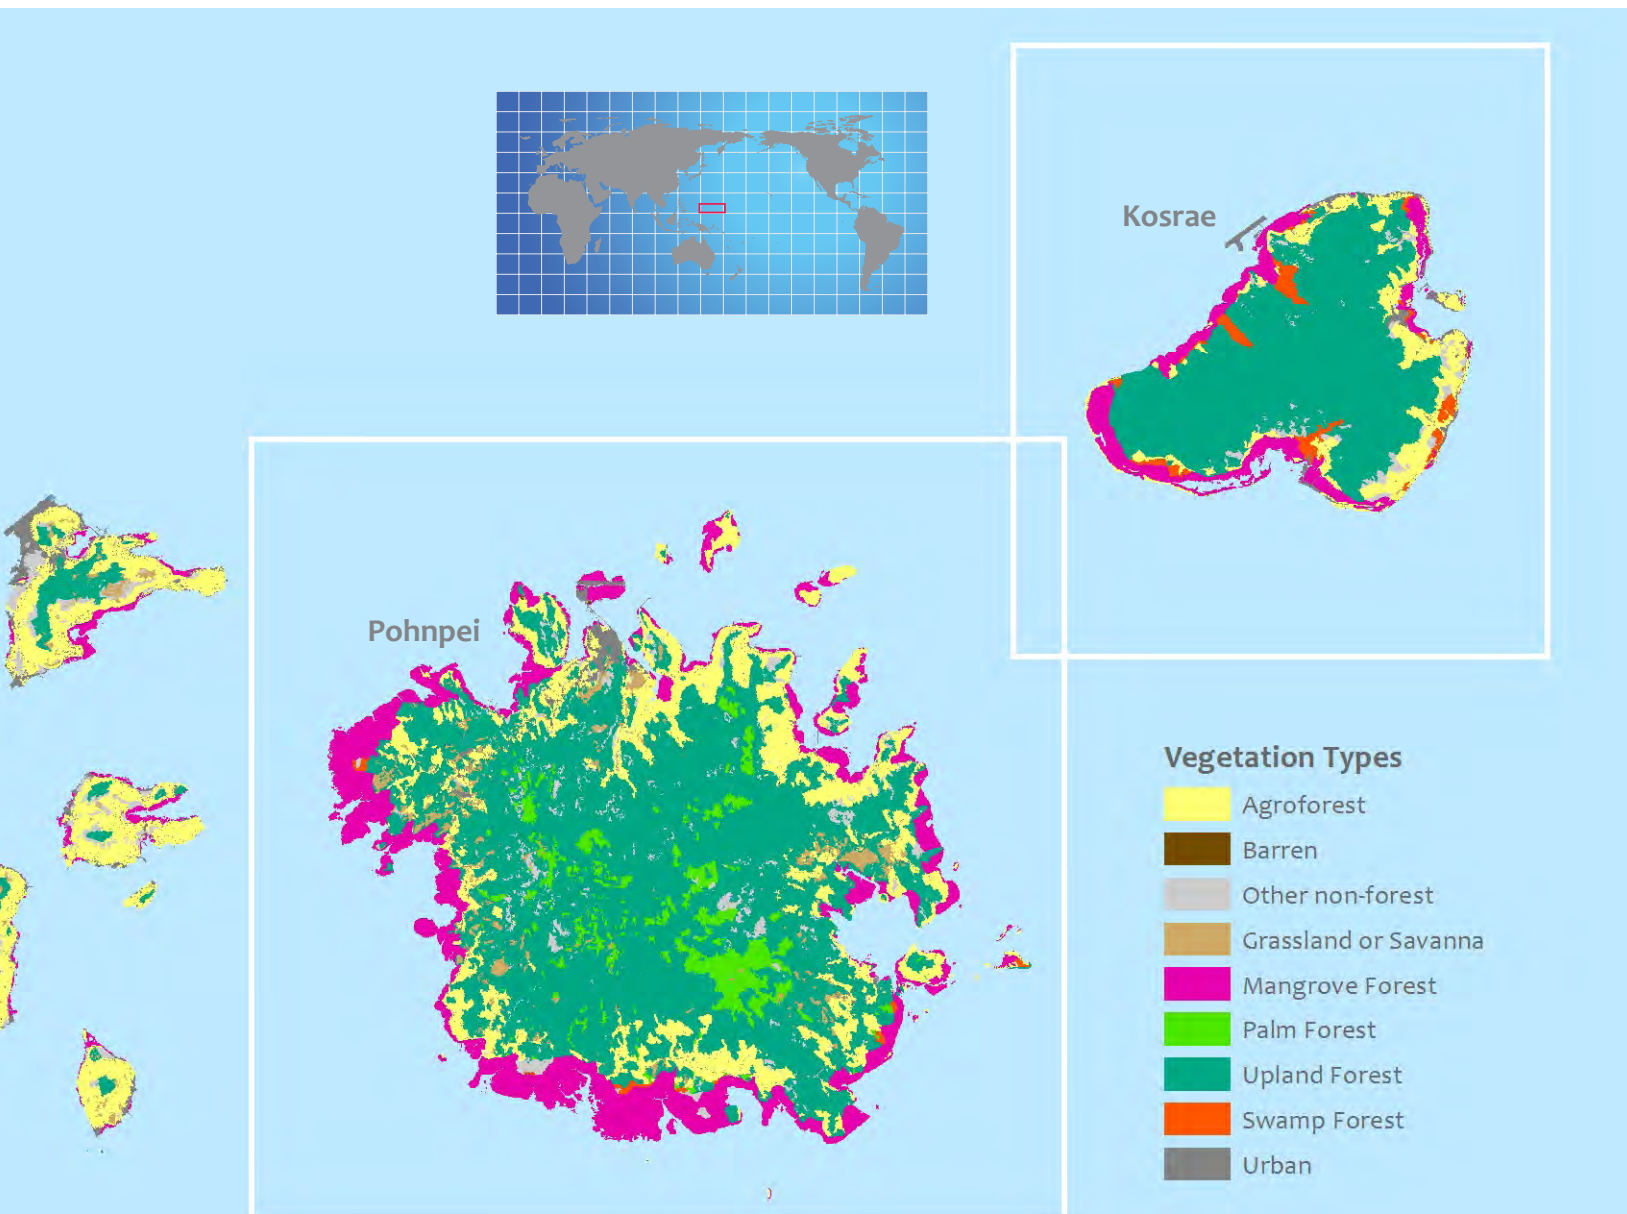 Kosrae
Pohnpei
Vegetation Types
Agroforest
Barren
Other non-forest
Grassland or Savanna
Mangrove Forest
Palm Forest
Upland Forest
Swamp Forest
Urban